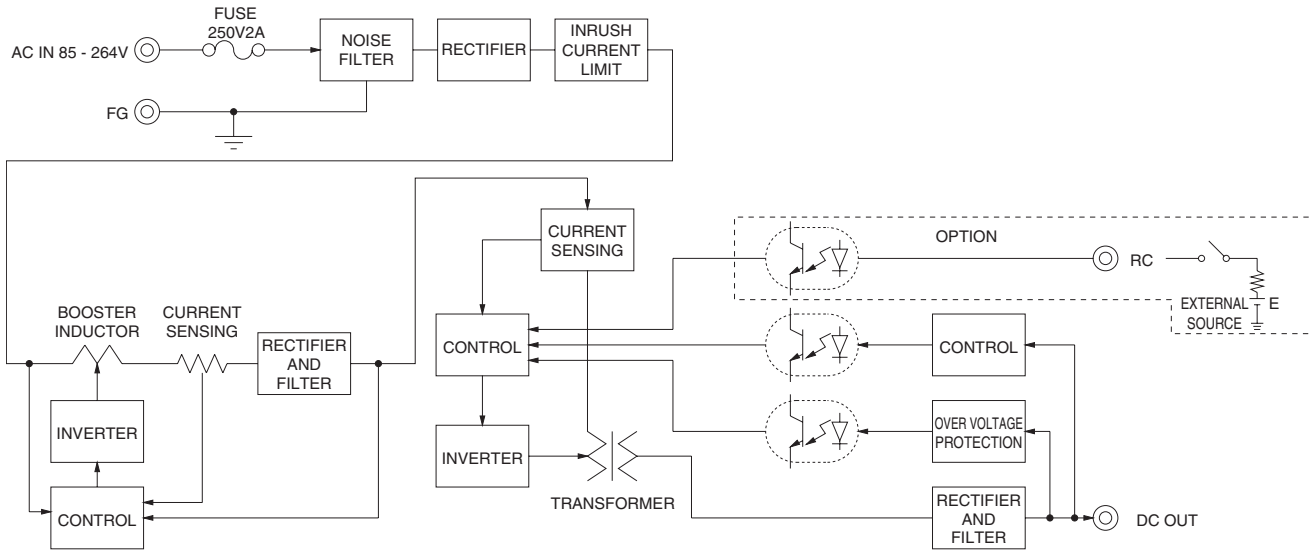 FUSE
250V2A
AC IN 85 - 264V
NOISE
FILTER
RECTIFIER
INRUSH
CURRENT
LIMIT
FG
CURRENT
SENSING
OPTION
RC
EXTERNAL
SOURCE
E
BOOSTER
INDUCTOR
CURRENT
SENSING
RECTIFIER
AND
FILTER
CONTROL
CONTROL
INVERTER
INVERTER
OVER VOLTAGE
PROTECTION
TRANSFORMER
CONTROL
RECTIFIER
AND
FILTER
DC OUT